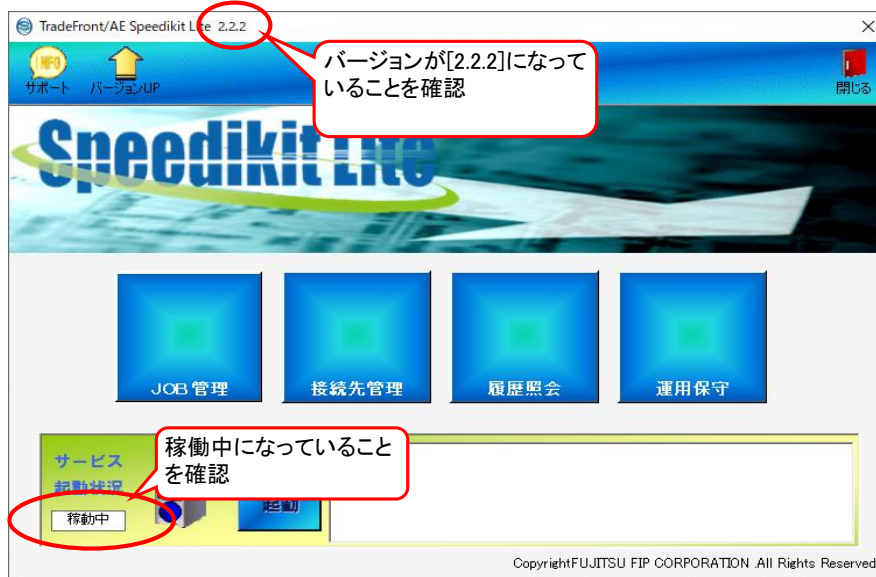 TradeFront/AE Speedikit Lite 2.2.2
INFO
サポート
バージョンUP
バージョンが[2.2.2]になって
いることを確認
閉じる
Speedikit Lite
JOB管理
接続先管理
履歴照会
運用保守
サービス
起動状況
稼働中
稼働中になっていること
を確認
起動
CopyrightFUJITSU FIP CORPORATION All Rights Reserved